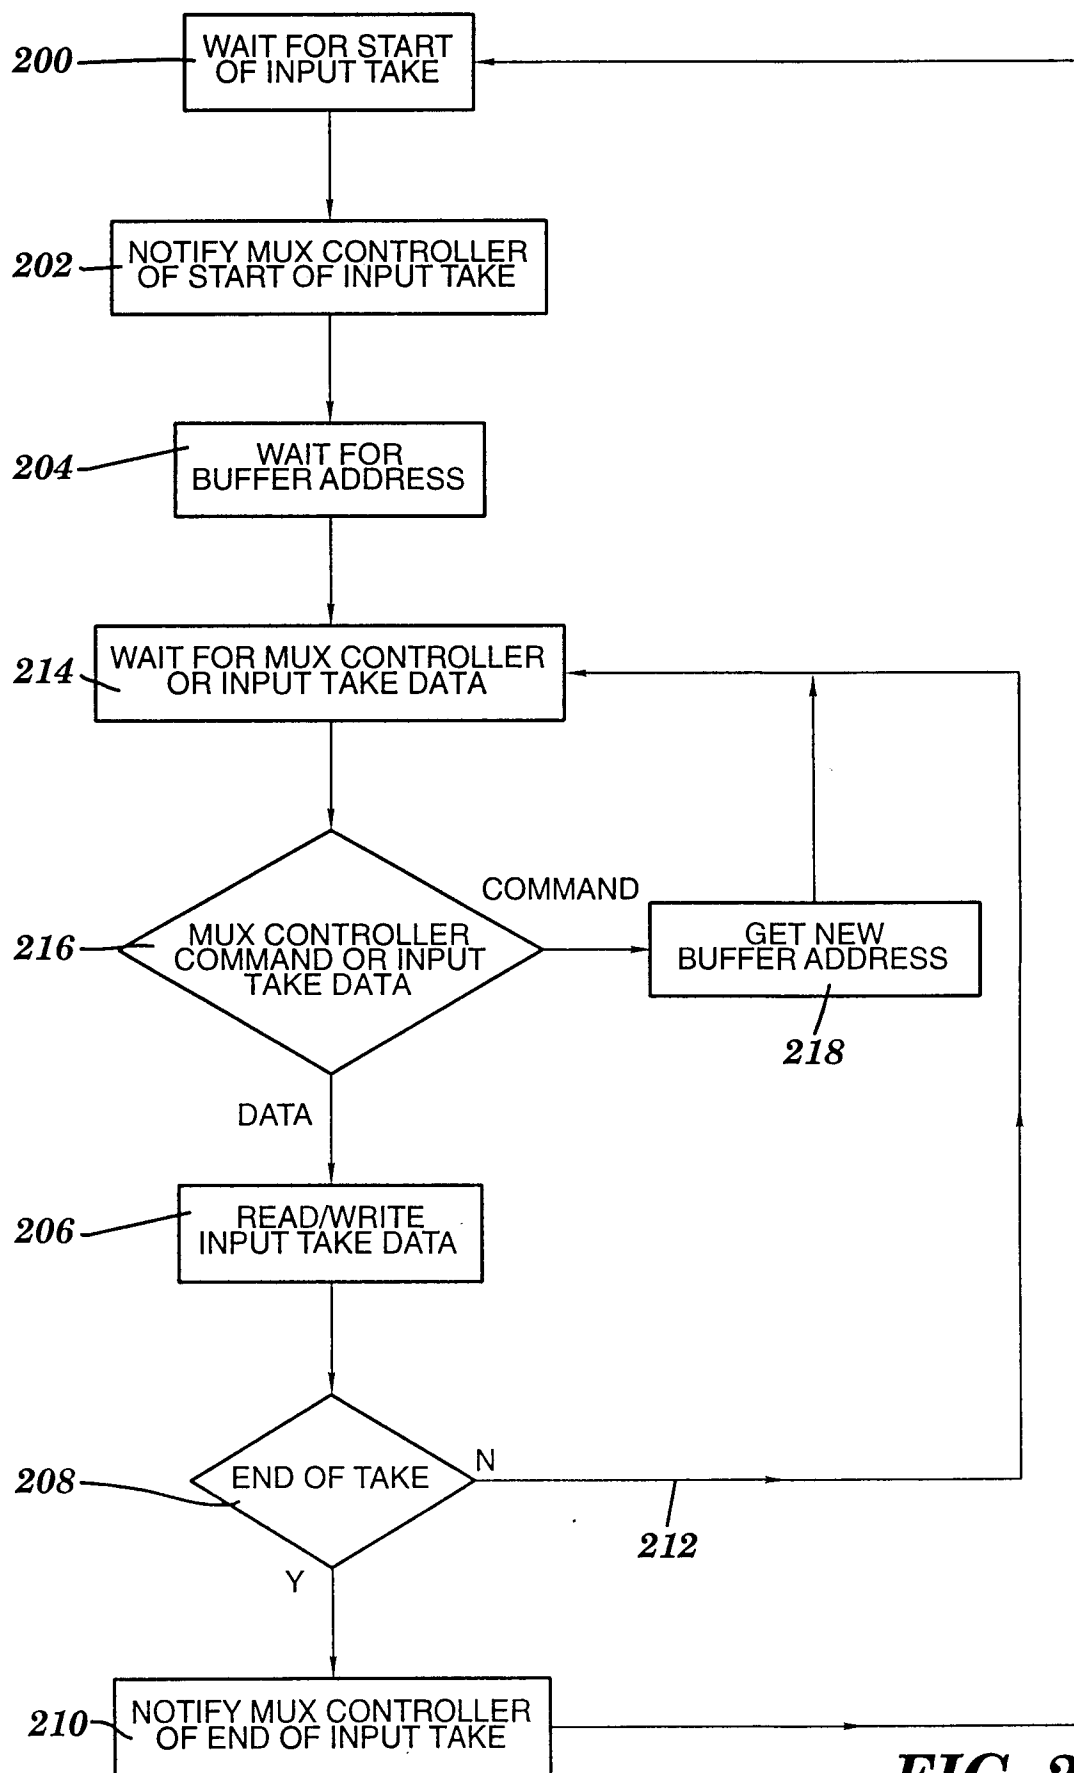 200
WAIT FOR START
OF INPUT TAKE
202
NOTIFY MUX CONTROLLER
OF START OF INPUT TAKE
204
WAIT FOR
BUFFER ADDRESS
214
WAIT FOR MUX CONTROLLER
OR INPUT TAKE DATA
216
MUX CONTROLLER
COMMAND OR INPUT
TAKE DATA
COMMAND
GET NEW
BUFFER ADDRESS
218
DATA
206
READ/WRITE
INPUT TAKE DATA
208
END OF TAKE
N
212
Y
210
NOTIFY MUX CONTROLLER
OF END OF INPUT TAKE
FIG. 2